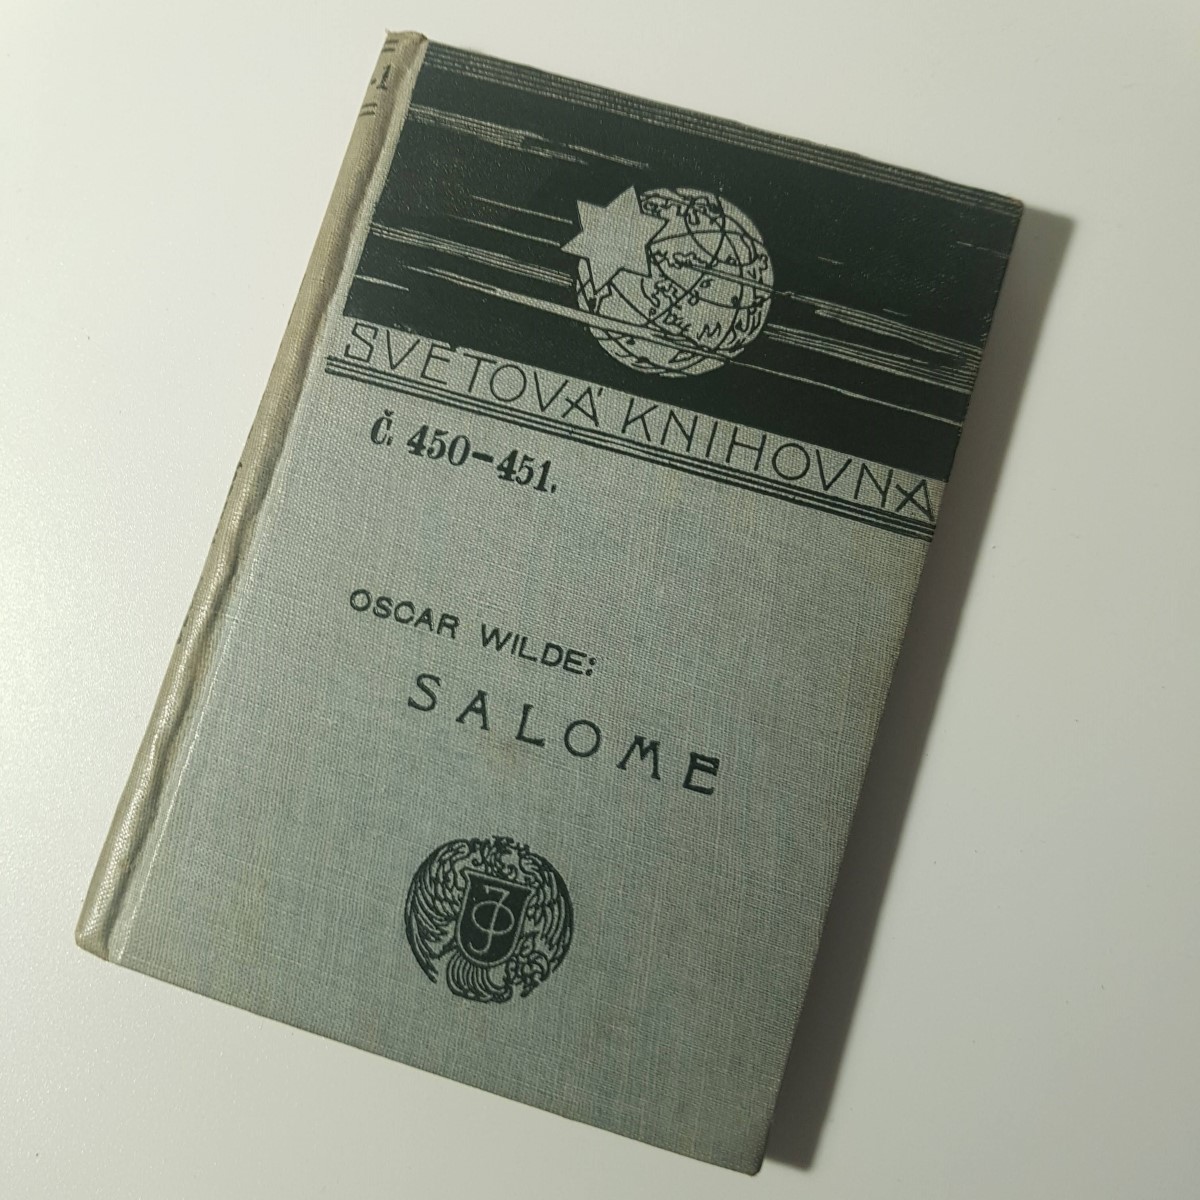 SVĚTOVÁ KNIHOVNA
Č. 450-451.
OSCAR WILDE:
SALOME